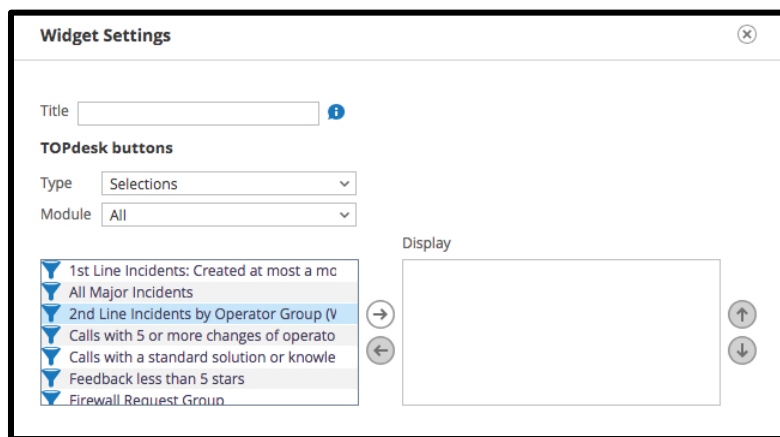 Widget Settings
Title
TOPdesk buttons
Type Selections
Module All
Display
1st Line Incidents: Created at most a mo
All Major Incidents
2nd Line Incidents by Operator Group (W
Calls with 5 or more changes of operato
Calls with a standard solution or knowle
Feedback less than 5 stars
Firewall Request Group